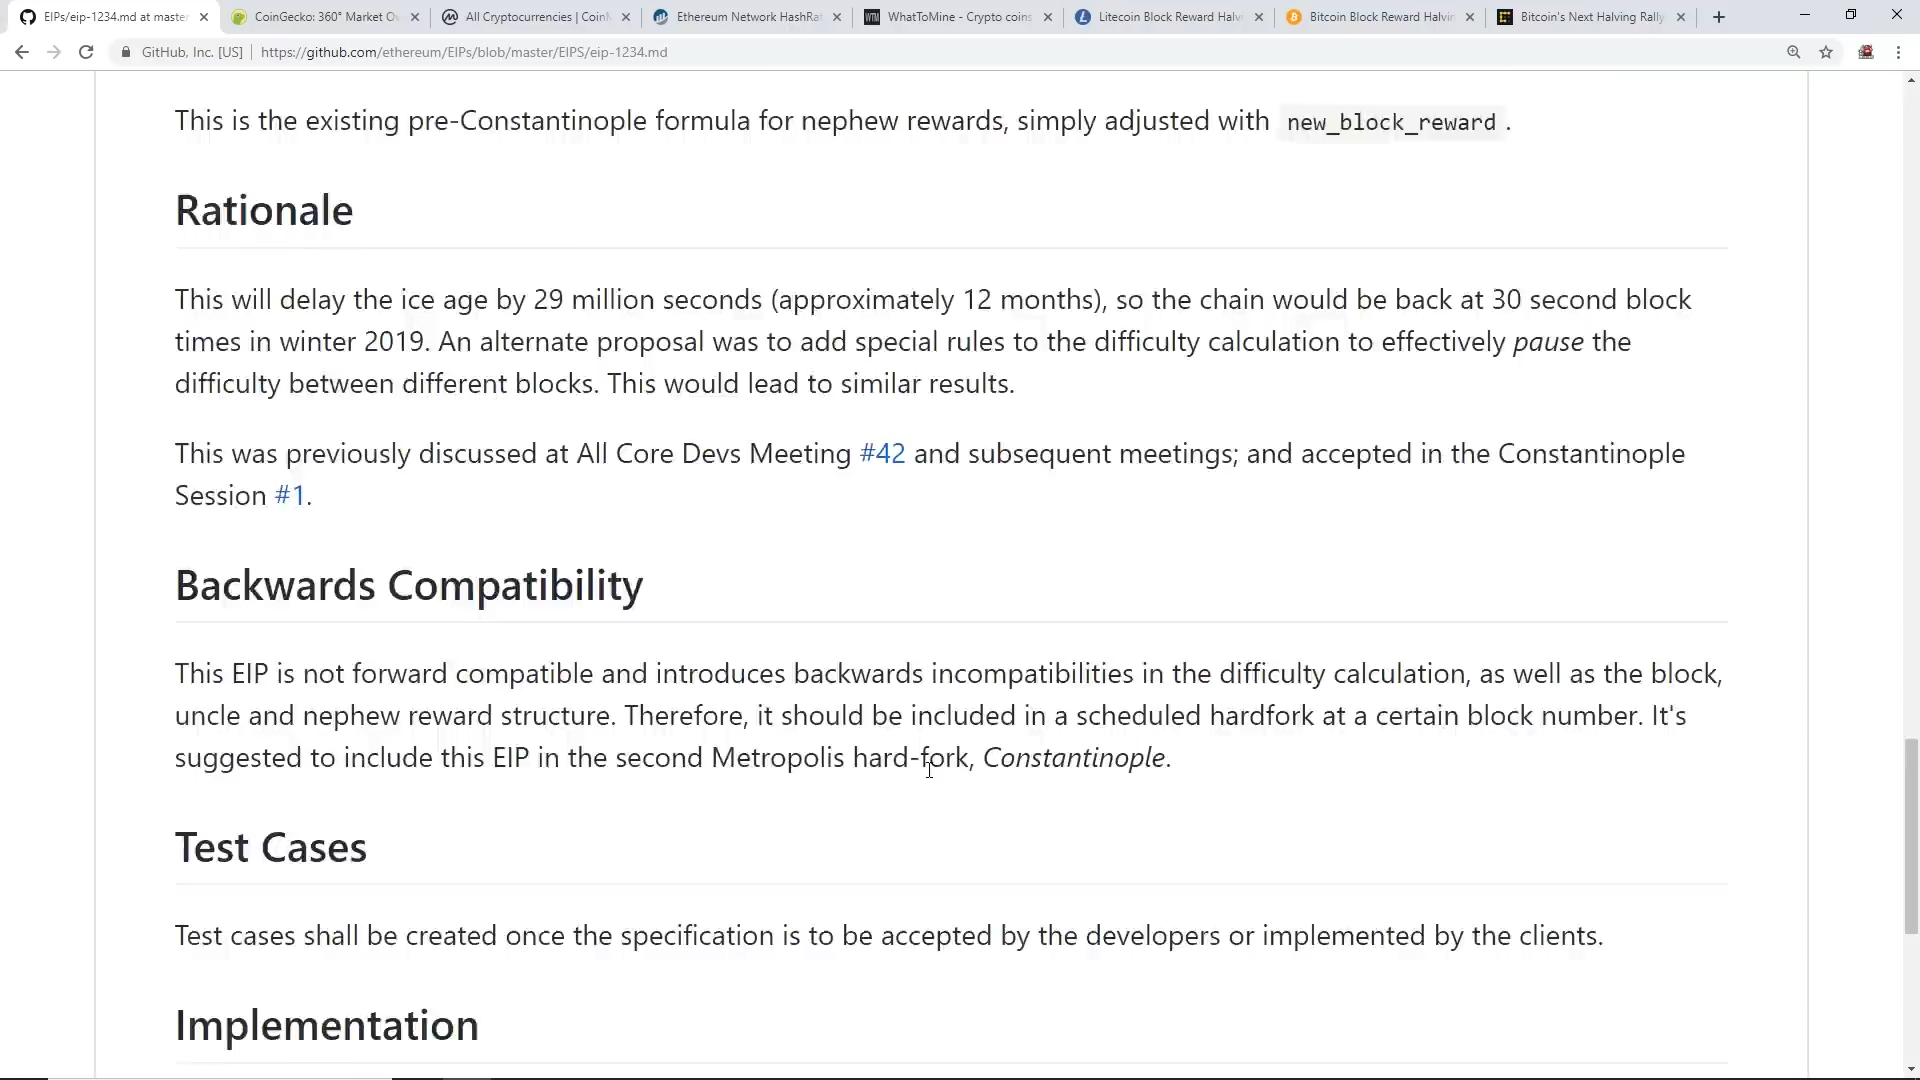 EIPs/eip-1234.md at master
CoinGecko: 360° Market Ov
All Cryptocurrencies | CoinM
Ethereum Network HashRat
WhatToMine - Crypto coins
Litecoin Block Reward Halvi
Bitcoin Block Reward Halvin
Bitcoin's Next Halving Rally
GitHub, Inc. [US] | https://github.com/ethereum/EIPs/blob/master/EIPS/eip-1234.md
This is the existing pre-Constantinople formula for nephew rewards, simply adjusted with new_block_reward .
Rationale
This will delay the ice age by 29 million seconds (approximately 12 months), so the chain would be back at 30 second block
times in winter 2019. An alternate proposal was to add special rules to the difficulty calculation to effectively pause the
difficulty between different blocks. This would lead to similar results.
This was previously discussed at All Core Devs Meeting #42 and subsequent meetings; and accepted in the Constantinople
Session #1.
Backwards Compatibility
This EIP is not forward compatible and introduces backwards incompatibilities in the difficulty calculation, as well as the block,
uncle and nephew reward structure. Therefore, it should be included in a scheduled hardfork at a certain block number. It's
suggested to include this EIP in the second Metropolis hard-fork, Constantinople.
Test Cases
Test cases shall be created once the specification is to be accepted by the developers or implemented by the clients.
Implementation